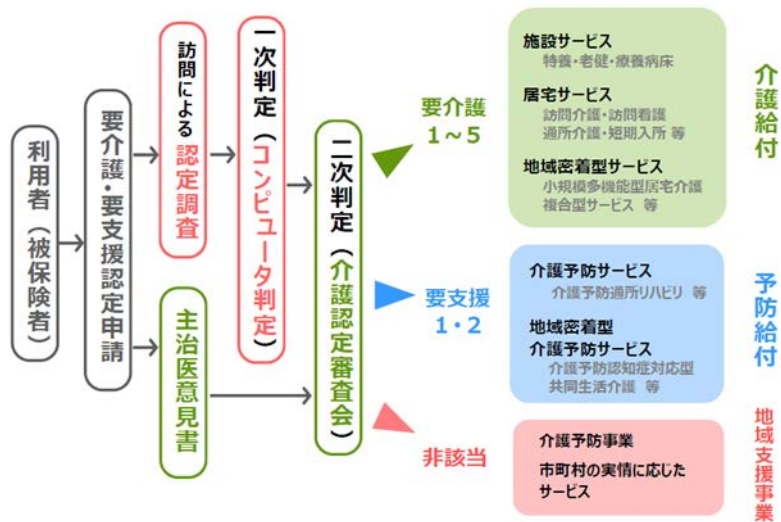 利用者（被保険者）
要介護・要支援認定申請
訪問による認定調査
主治医意見書
一次判定（コンピュータ判定）
二次判定（介護認定審査会）
要介護
1～5
施設サービス
特養・老健・療養病床
居宅サービス
訪問介護・訪問看護
通所介護・短期入所 等
地域密着型サービス
小規模多機能型居宅介護
複合型サービス 等
介護給付
要支援
1・2
介護予防サービス
介護予防通所リハビリ 等
地域密着型
介護予防サービス
介護予防認知症対応型
共同生活介護 等
予防給付
非該当
介護予防事業
市町村の実情に応じた
サービス
地域支援事業